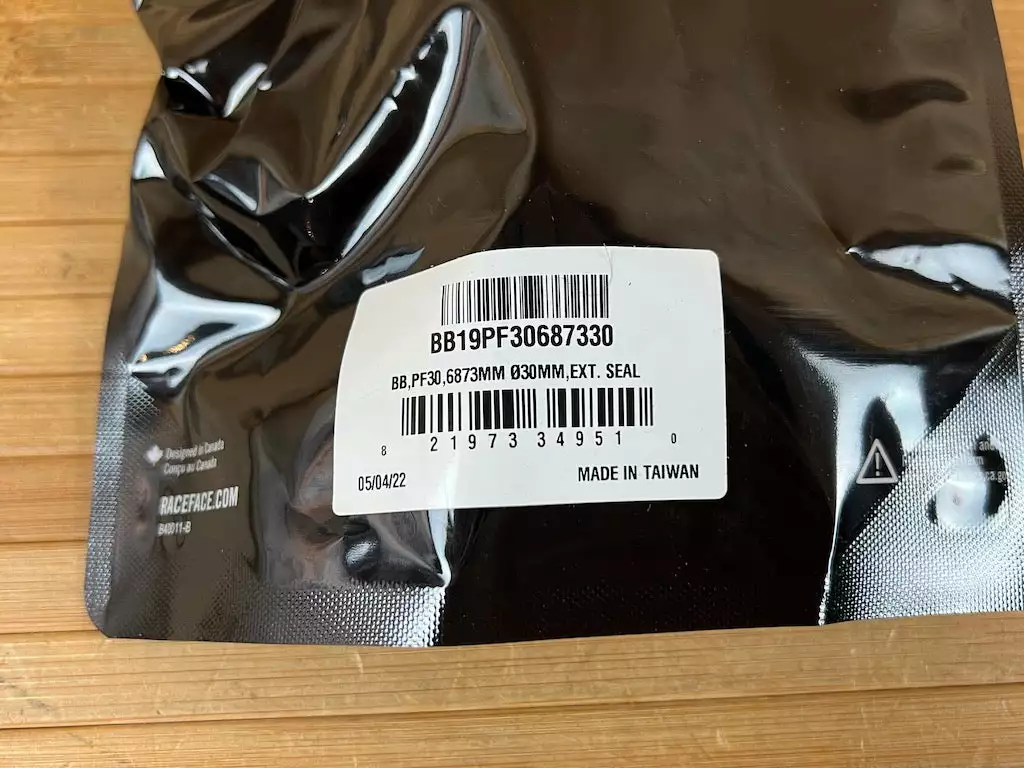 BB19PF30687330
BB,PF30,6873MM Ø30MM,EXT. SEAL
8 21973 34951 0
05/04/22
MADE IN TAIWAN
Designed in Canada
Conçu au Canada
RACEFACE.COM
B40011-B